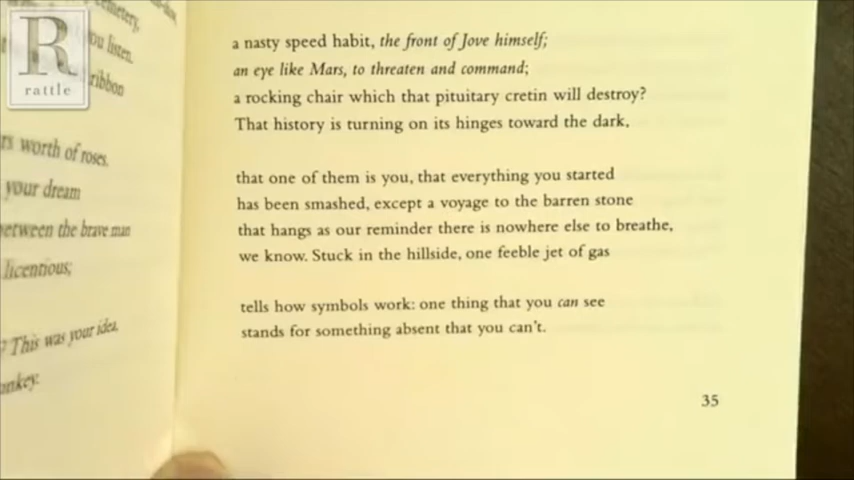 R
rattle
cemetery,
you listen.
ribbon
worth of roses.
your dream
between the brave man
licentious;
? This was your idea.
a nasty speed habit, the front of Jove himself;
an eye like Mars, to threaten and command;
a rocking chair which that pituitary cretin will destroy?
That history is turning on its hinges toward the dark,
that one of them is you, that everything you started
has been smashed, except a voyage to the barren stone
that hangs as our reminder there is nowhere else to breathe,
we know. Stuck in the hillside, one feeble jet of gas
tells how symbols work: one thing that you can see
stands for something absent that you can't.
35